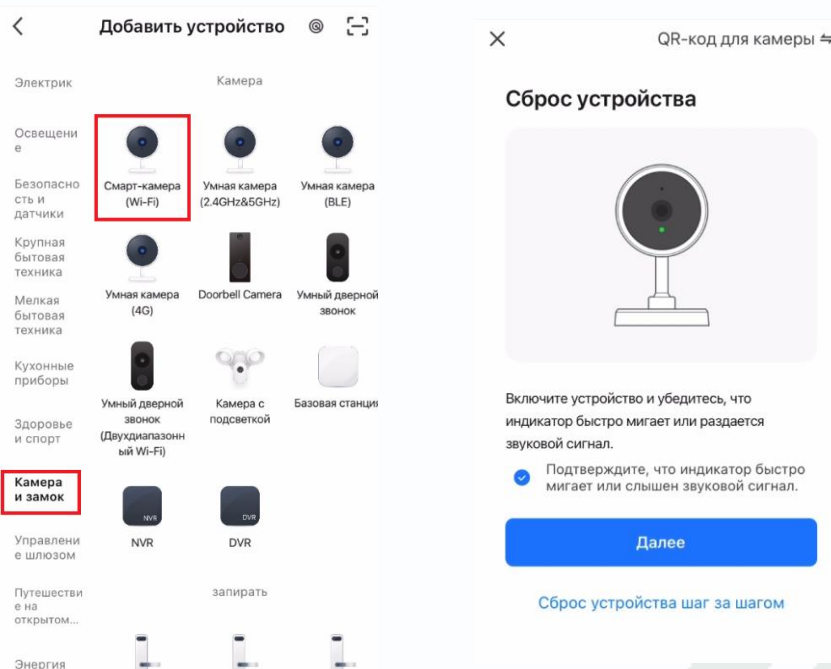 Добавить устройство
Электрик
Освещени
е
Безопасно
сть и
датчики
Крупная
бытовая
техника
Мелкая
бытовая
техника
Кухонные
приборы
Здоровье
и спорт
Камера
и замок
Управлени
е шлюзом
Путешестви
е на
открытом...
Энергия
Камера
Смарт-камера
(Wi-Fi)
Умная камера
(2.4GHz&5GHz)
Умная камера
(BLE)
Умная камера
(4G)
Doorbell Camera
Умный дверной
звонок
Умный дверной
звонок
(Двухдиапазонн
ый Wi-Fi)
Камера с
подсветкой
Базовая станция
NVR
NVR
DVR
DVR
запирать
QR-код для камеры
Сброс устройства
Включите устройство и убедитесь, что
индикатор быстро мигает или раздается
звуковой сигнал.
Подтвердите, что индикатор быстро
мигает или слышен звуковой сигнал.
Далее
Сброс устройства шаг за шагом